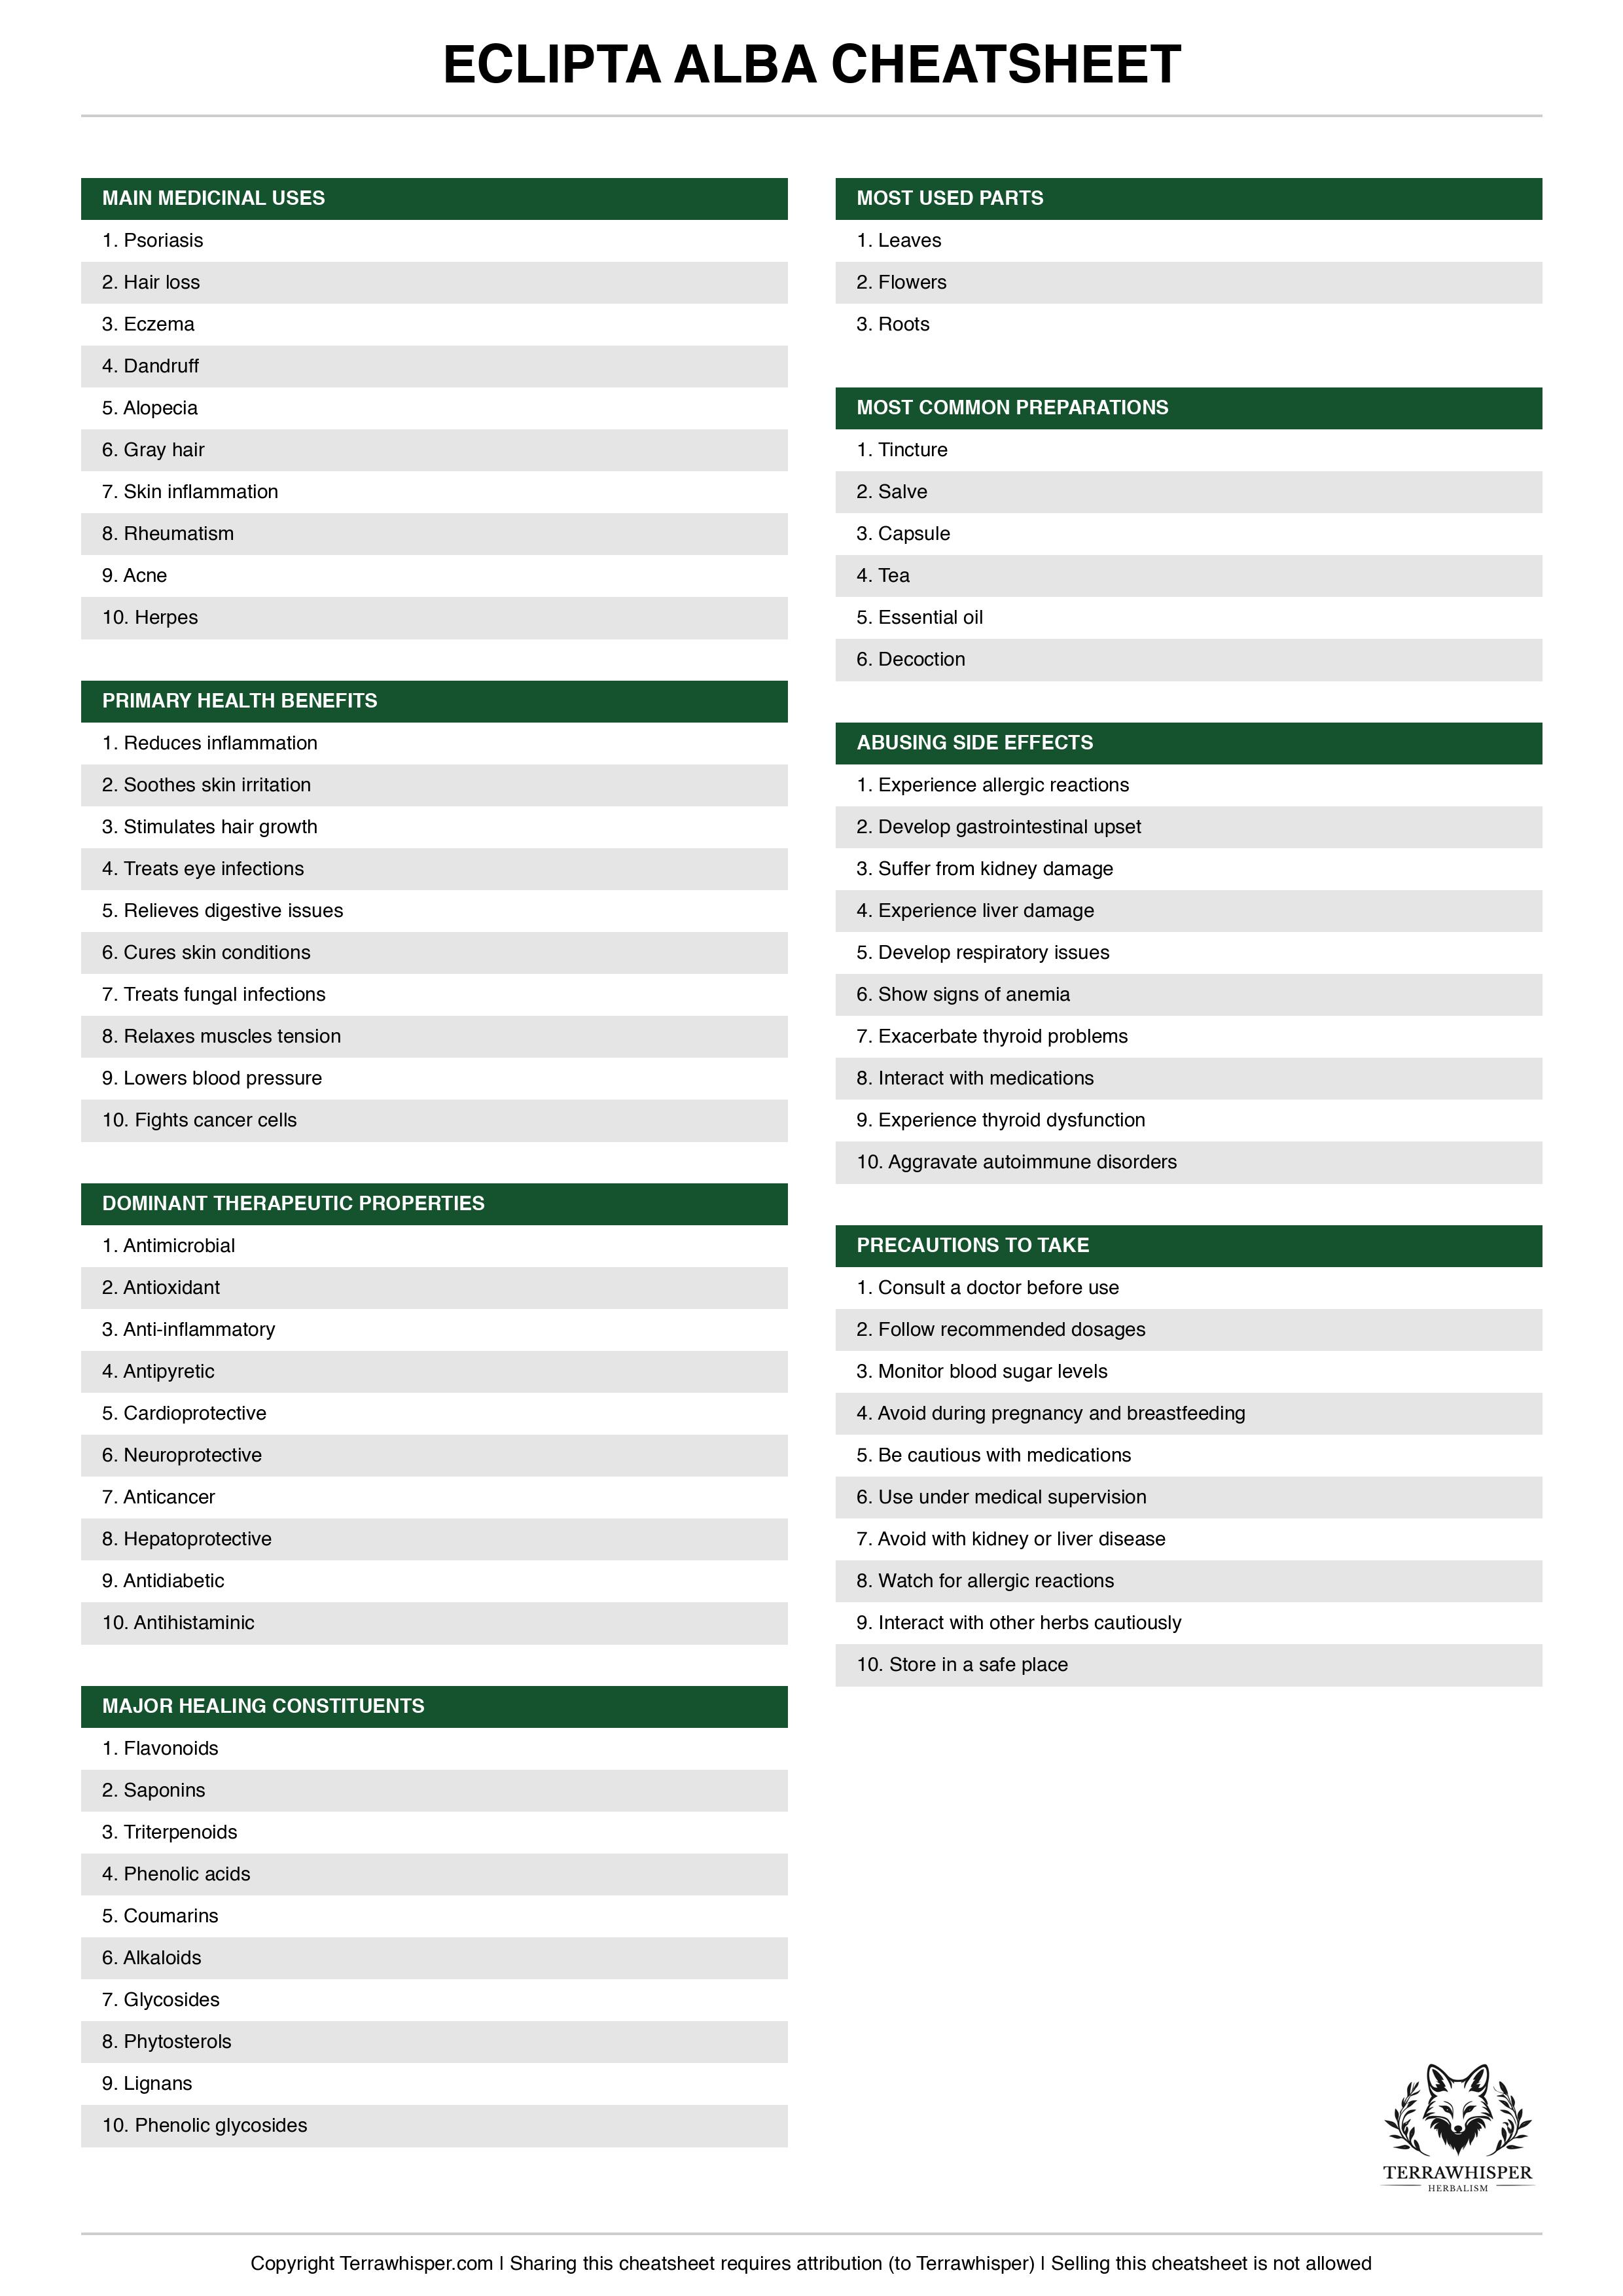 ECLIPTA ALBA CHEATSHEET
MAIN MEDICINAL USES
1. Psoriasis
2. Hair loss
3. Eczema
4. Dandruff
5. Alopecia
6. Gray hair
7. Skin inflammation
8. Rheumatism
9. Acne
10. Herpes
PRIMARY HEALTH BENEFITS
1. Reduces inflammation
2. Soothes skin irritation
3. Stimulates hair growth
4. Treats eye infections
5. Relieves digestive issues
6. Cures skin conditions
7. Treats fungal infections
8. Relaxes muscles tension
9. Lowers blood pressure
10. Fights cancer cells
DOMINANT THERAPEUTIC PROPERTIES
1. Antimicrobial
2. Antioxidant
3. Anti-inflammatory
4. Antipyretic
5. Cardioprotective
6. Neuroprotective
7. Anticancer
8. Hepatoprotective
9. Antidiabetic
10. Antihistaminic
MAJOR HEALING CONSTITUENTS
1. Flavonoids
2. Saponins
3. Triterpenoids
4. Phenolic acids
5. Coumarins
6. Alkaloids
7. Glycosides
8. Phytosterols
9. Lignans
10. Phenolic glycosides
MOST USED PARTS
1. Leaves
2. Flowers
3. Roots
MOST COMMON PREPARATIONS
1. Tincture
2. Salve
3. Capsule
4. Tea
5. Essential oil
6. Decoction
ABUSING SIDE EFFECTS
1. Experience allergic reactions
2. Develop gastrointestinal upset
3. Suffer from kidney damage
4. Experience liver damage
5. Develop respiratory issues
6. Show signs of anemia
7. Exacerbate thyroid problems
8. Interact with medications
9. Experience thyroid dysfunction
10. Aggravate autoimmune disorders
PRECAUTIONS TO TAKE
1. Consult a doctor before use
2. Follow recommended dosages
3. Monitor blood sugar levels
4. Avoid during pregnancy and breastfeeding
5. Be cautious with medications
6. Use under medical supervision
7. Avoid with kidney or liver disease
8. Watch for allergic reactions
9. Interact with other herbs cautiously
10. Store in a safe place
TERRAWHISPER
HERBALISM
Copyright Terrawhisper.com | Sharing this cheatsheet requires attribution (to Terrawhisper) | Selling this cheatsheet is not allowed